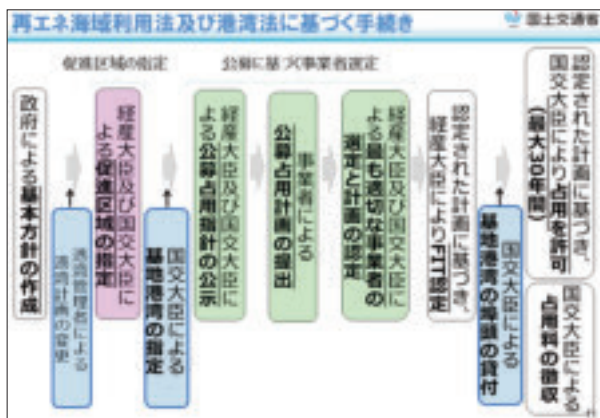 再エネ海域利用法及び港湾法に基づく手続き
国土交通省
促進区域の指定
公募に基づく事業者選定
政府による基本方針の作成
港湾管理者による
港湾計画の変更
経産大臣及び国交大臣に
よる促進区域の指定
国交大臣による
基地港湾の指定
経産大臣及び国交大臣に
よる公募占用指針の公示
事業者による
公募占用計画の提出
経産大臣及び国交大臣に
よる最も適切な事業者の
選定と計画の認定
認定された計画に基づき、
経産大臣によりFIT認定
国交大臣による
基地港湾の埠頭の貸付
認定された計画に基づき、
国交大臣により占用を許可
(最大30年間)
国交大臣による
占用料の徴収